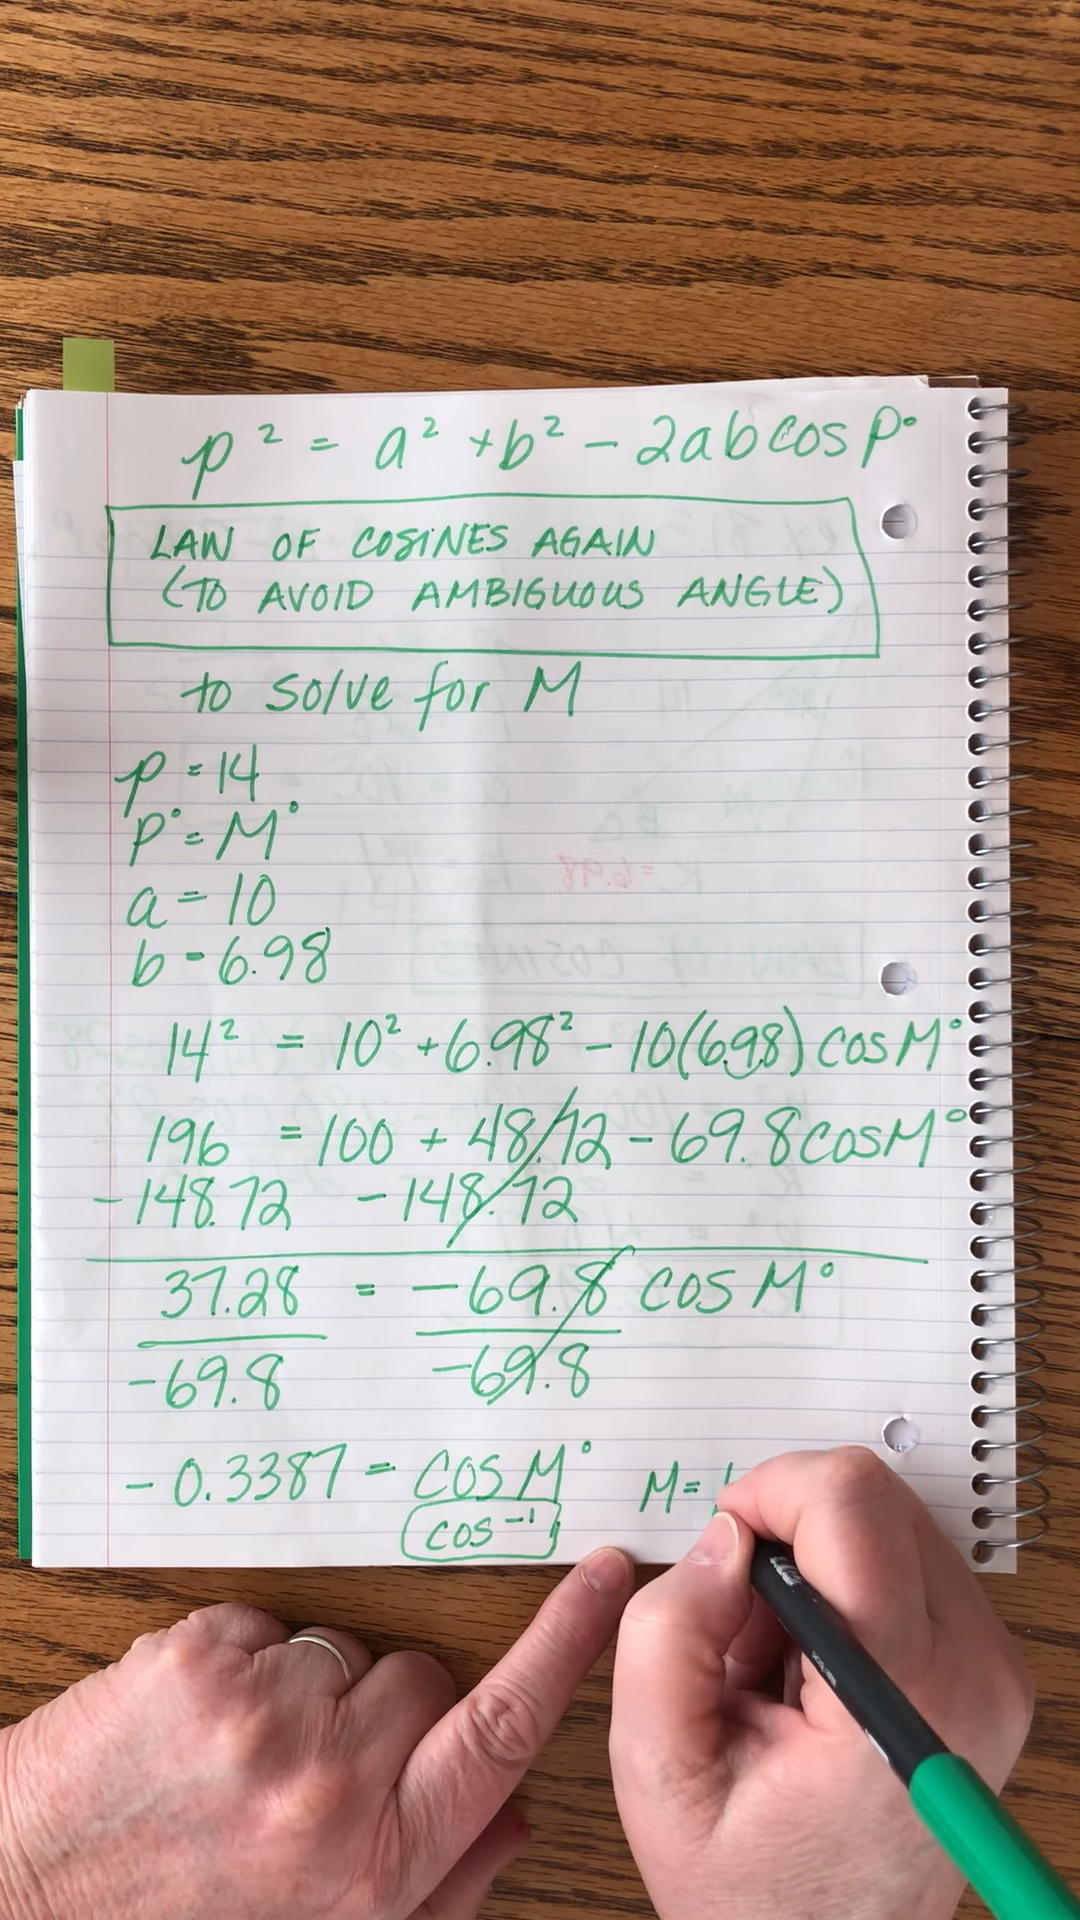 p² = a² + b² - 2ab cos P°
LAW OF COSINES AGAIN
(TO AVOID AMBIGUOUS ANGLE)
to solve for M
p = 14
P° = M°
a = 10
b = 6.98
14² = 10² + 6.98² - 10(6.98) cos M°
196 = 100 + 48.72 - 69.8 cos M°
-148.72 -148.72
37.28 = -69.8 cos M°
-69.8 -69.8
-0.3387 = cos M° M =
cos⁻¹